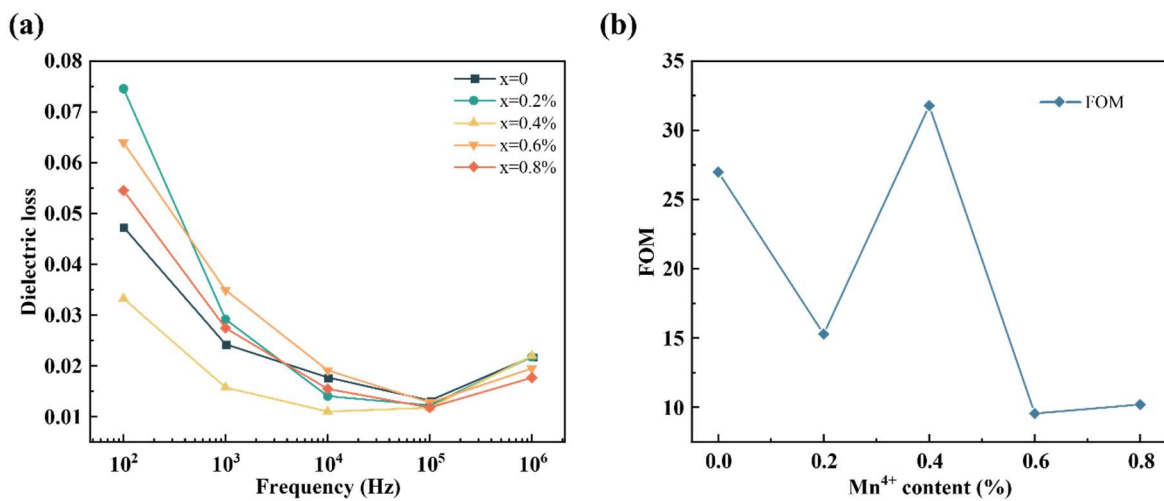 (a)
0.08
0.07
0.06
0.05
0.04
0.03
0.02
0.01
Dielectric loss
x=0
x=0.2%
x=0.4%
x=0.6%
x=0.8%
10² 10³ 10⁴ 10⁵ 10⁶
Frequency (Hz)
(b)
35
30
25
20
15
10
FOM
FOM
0.0 0.2 0.4 0.6 0.8
Mn⁴⁺ content (%)